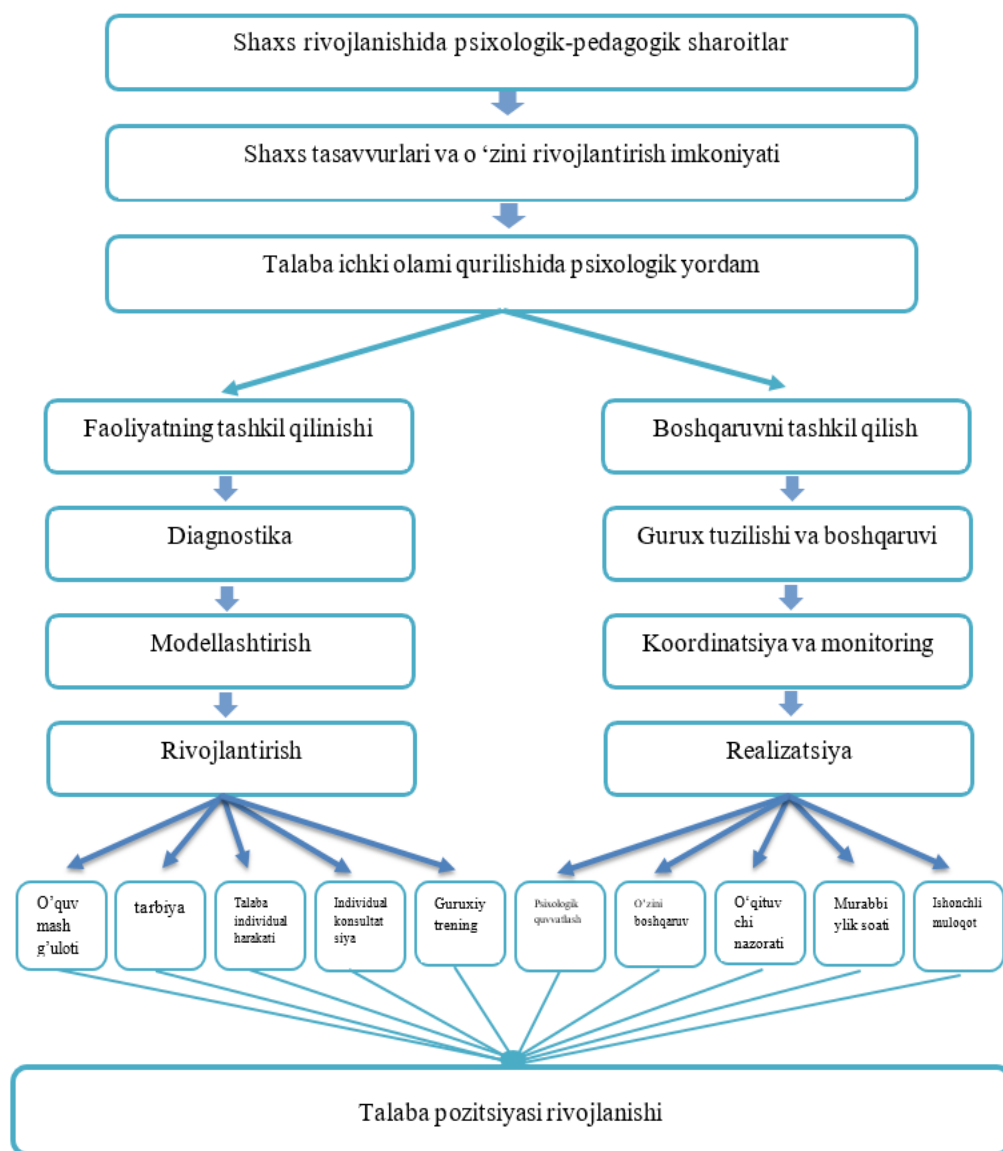 Shaxs rivojlanishida psixologik-pedagogik sharoitlar
Shaxs tasavvurlari va o ‘zini rivojlantirish imkoniyati
Talaba ichki olami qurilishida psixologik yordam
Faoliyatning tashkil qilinishi
Diagnostika
Modellashtirish
Rivojlantirish
Boshqaruvni tashkil qilish
Gurux tuzilishi va boshqaruvi
Koordinatsiya va monitoring
Realizatsiya
O’quv
mash
g’uloti
tarbiya
Talaba
individual
harakati
Individual
konsultat
siya
Guruxiy
trening
Psixologik
quvvatlash
O’zini
boshqaruv
O‘qituv
chi
nazorati
Murabbi
ylik soati
Ishonchli
muloqot
Talaba pozitsiyasi rivojlanishi